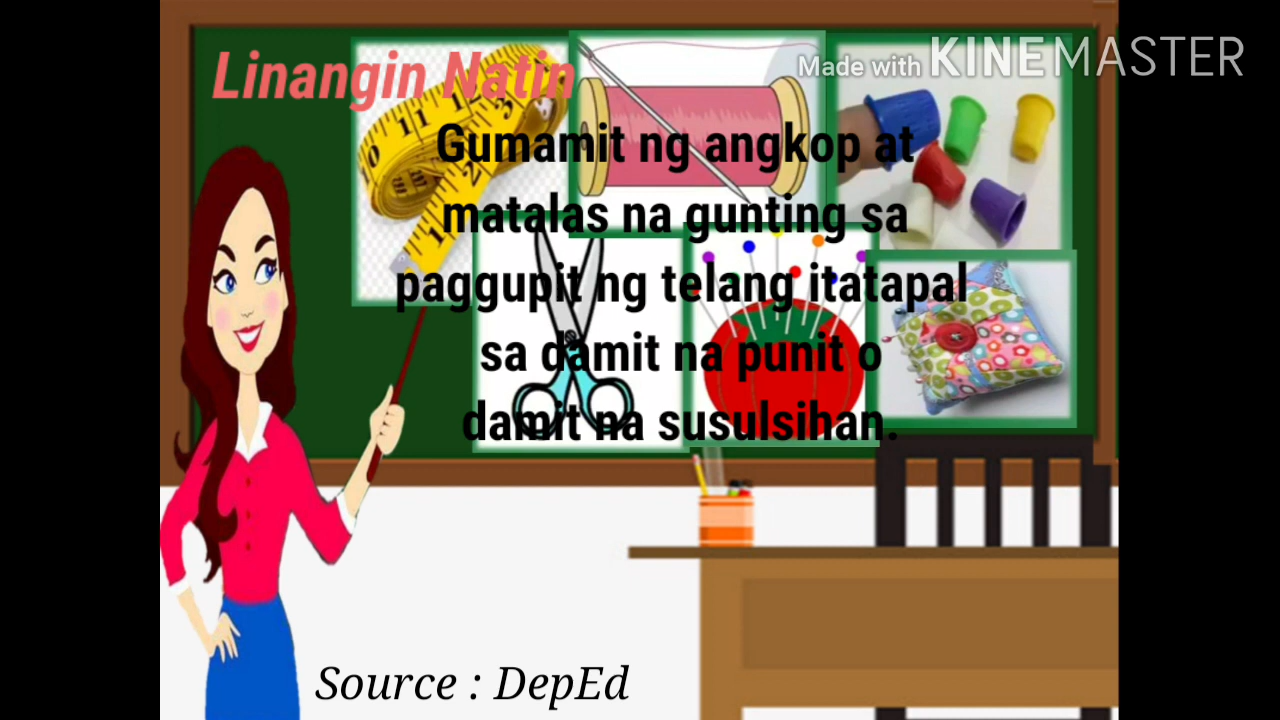 Linangin Natin
Made with KINEMASTER
Gumamit ng angkop at
matalas na gunting sa
paggupit ng telang itatapal
sa damit na punit o
damit na susulsihan.
Source : DepEd